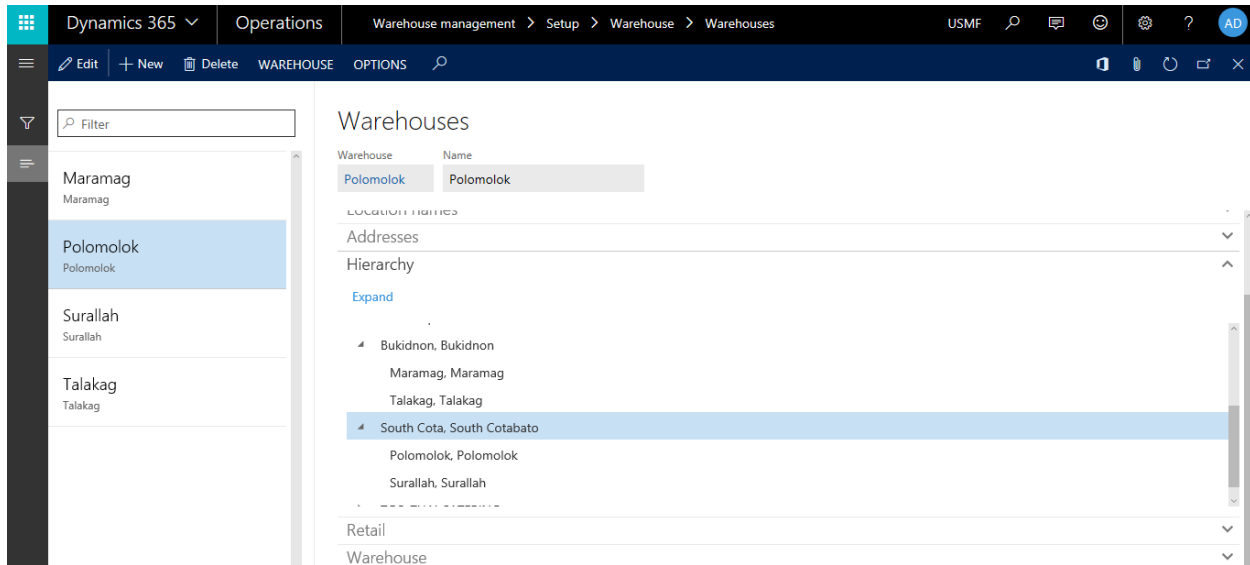 Dynamics 365 Operations Warehouse management > Setup > Warehouse > Warehouses USMF ? AD
Edit + New Delete WAREHOUSE OPTIONS
Filter
Maramag
Maramag
Polomolok
Polomolok
Surallah
Surallah
Talakag
Talakag
Warehouses
Warehouse Name
Polomolok Polomolok
Location names
Addresses
Hierarchy
Expand
Bukidnon, Bukidnon
Maramag, Maramag
Talakag, Talakag
South Cota, South Cotabato
Polomolok, Polomolok
Surallah, Surallah
Retail
Warehouse